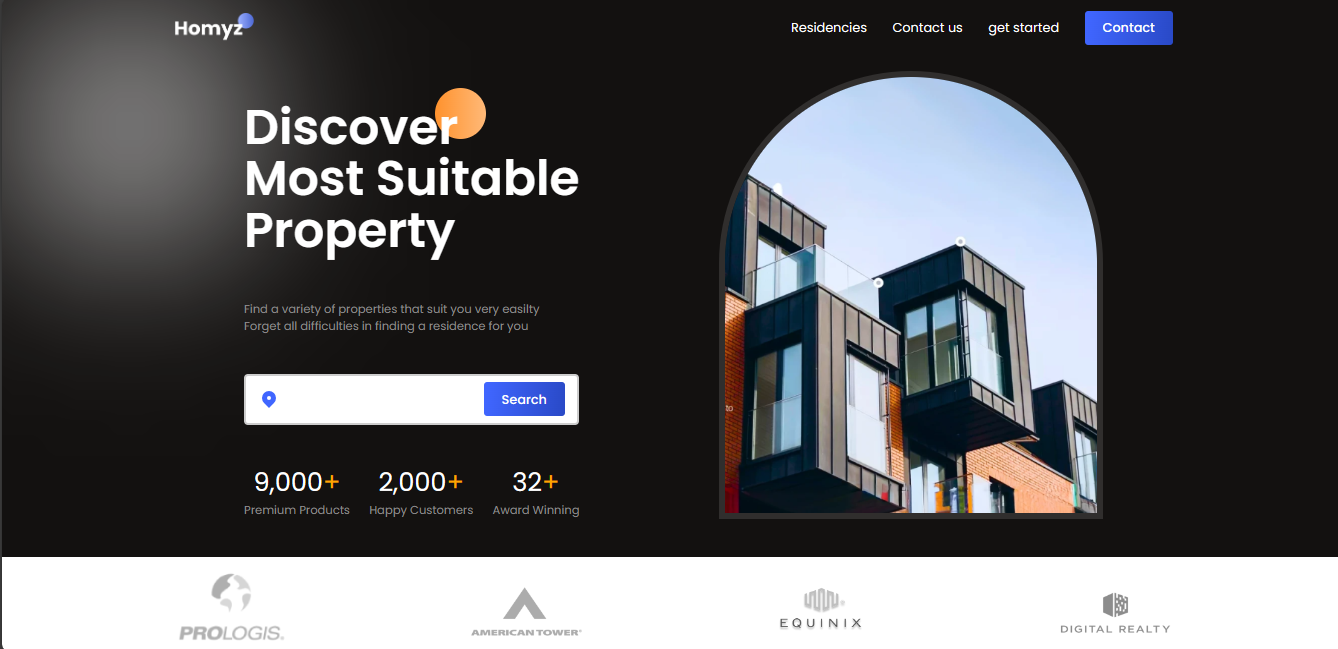 Homyz
Residencies
Contact us
get started
Contact
Discover
Most Suitable
Property
Find a variety of properties that suit you very easilty
Forget all difficulties in finding a residence for you
Search
9,000+
2,000+
32+
Premium Products
Happy Customers
Award Winning
to
PROLOGIS.
AMERICAN TOWER®
EQUINIX
DIGITAL REALTY